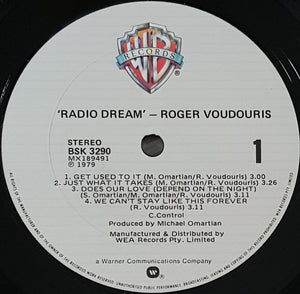 WB
RECORDS
'RADIO DREAM' – ROGER VOUDOURIS
STEREO
BSK 3290
MX189491
℗ 1979
1
1. GET USED TO IT (M. Omartian/R. Voudouris) 3.00
2. JUST WHAT IT TAKES (M. Omartian/R. Voudouris) 3.26
3. DOES OUR LOVE (DEPEND ON THE NIGHT)
(M. Omartian/R. Voudouris/S. Omartian) 3.11
4. WE CAN'T STAY LIKE THIS FOREVER
(R. Voudouris) 3.11
C.Control
Produced by Michael Omartian
Manufactured & Distributed by
WEA Records Pty. Limited
a Warner Communications Company